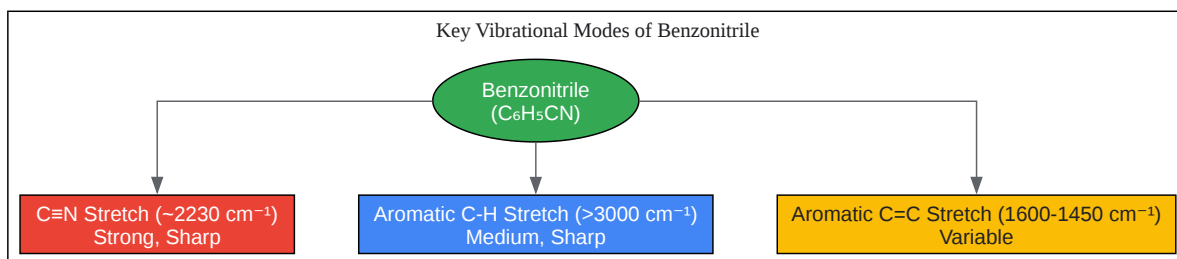 Key Vibrational Modes of Benzonitrile
Benzonitrile
(C₆H₅CN)
C≡N Stretch (~2230 cm⁻¹)
Strong, Sharp
Aromatic C-H Stretch (>3000 cm⁻¹)
Medium, Sharp
Aromatic C=C Stretch (1600-1450 cm⁻¹)
Variable